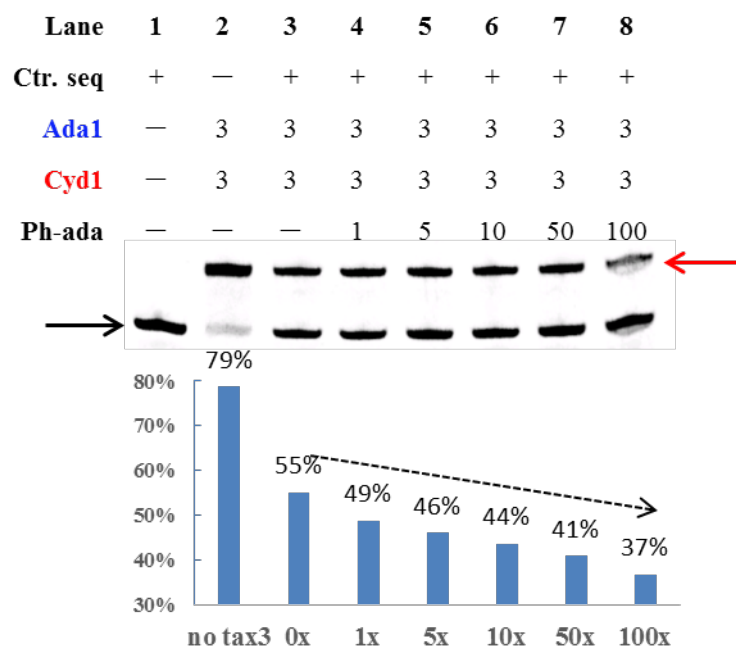 Lane 1 2 3 4 5 6 7 8
Ctr. seq + — + + + + + +
Ada1 — 3 3 3 3 3 3 3
Cyd1 — 3 3 3 3 3 3 3
Ph-ada — — — 1 5 10 50 100
79%
80%
70%
60%
55%
49%
46%
44%
41%
37%
50%
40%
30%
no tax3 0x 1x 5x 10x 50x 100x